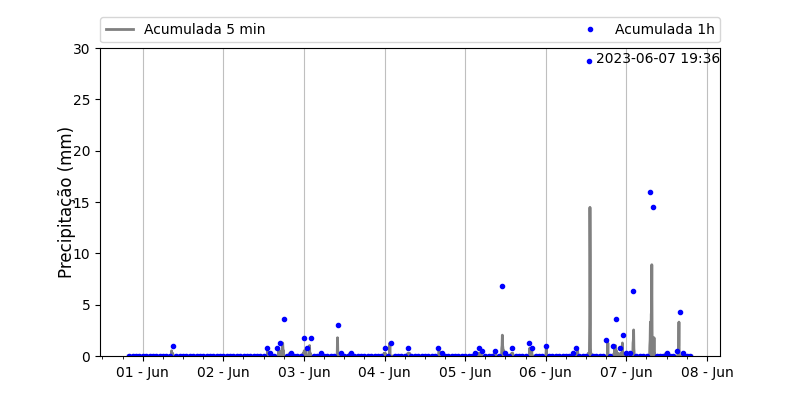 Acumulada 5 min
Acumulada 1h
2023-06-07 19:36
Precipitação (mm)
30
25
20
15
10
5
0
01 - Jun
02 - Jun
03 - Jun
04 - Jun
05 - Jun
06 - Jun
07 - Jun
08 - Jun